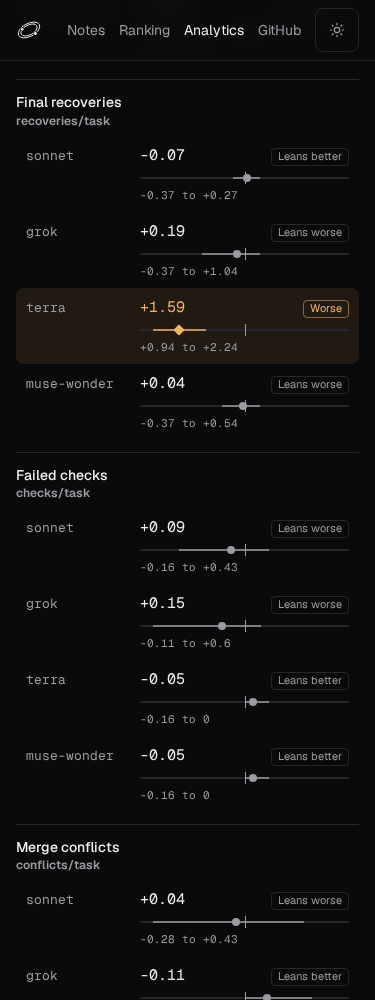 Notes Ranking Analytics GitHub
Final recoveries
recoveries/task
sonnet -0.07 Leans better
-0.37 to +0.27
grok +0.19 Leans worse
-0.37 to +1.04
terra +1.59 Worse
+0.94 to +2.24
muse-wonder +0.04 Leans worse
-0.37 to +0.54
Failed checks
checks/task
sonnet +0.09 Leans worse
-0.16 to +0.43
grok +0.15 Leans worse
-0.11 to +0.6
terra -0.05 Leans better
-0.16 to 0
muse-wonder -0.05 Leans better
-0.16 to 0
Merge conflicts
conflicts/task
sonnet +0.04 Leans worse
-0.28 to +0.43
grok -0.11 Leans better